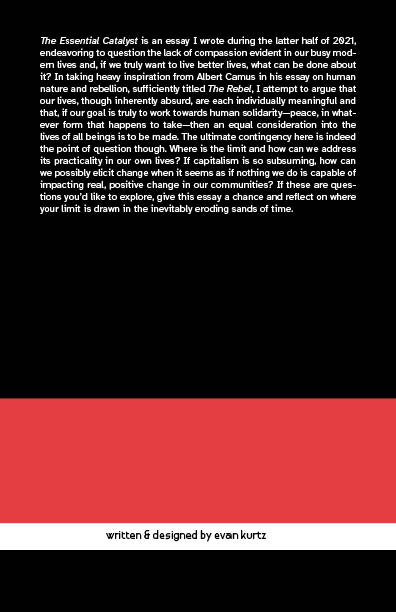 The Essential Catalyst is an essay I wrote during the latter half of 2021,
endeavoring to question the lack of compassion evident in our busy mod-
ern lives and, if we truly want to live better lives, what can be done about
it? In taking heavy inspiration from Albert Camus in his essay on human
nature and rebellion, sufficiently titled The Rebel, I attempt to argue that
our lives, though inherently absurd, are each individually meaningful and
that, if our goal is truly to work towards human solidarity—peace, in what-
ever form that happens to take—then an equal consideration into the
lives of all beings is to be made. The ultimate contingency here is indeed
the point of question though. Where is the limit and how can we address
its practicality in our own lives? If capitalism is so subsuming, how can
we possibly elicit change when it seems as if nothing we do is capable of
impacting real, positive change in our communities? If these are ques-
tions you'd like to explore, give this essay a chance and reflect on where
your limit is drawn in the inevitably eroding sands of time.
written & designed by evan kurtz